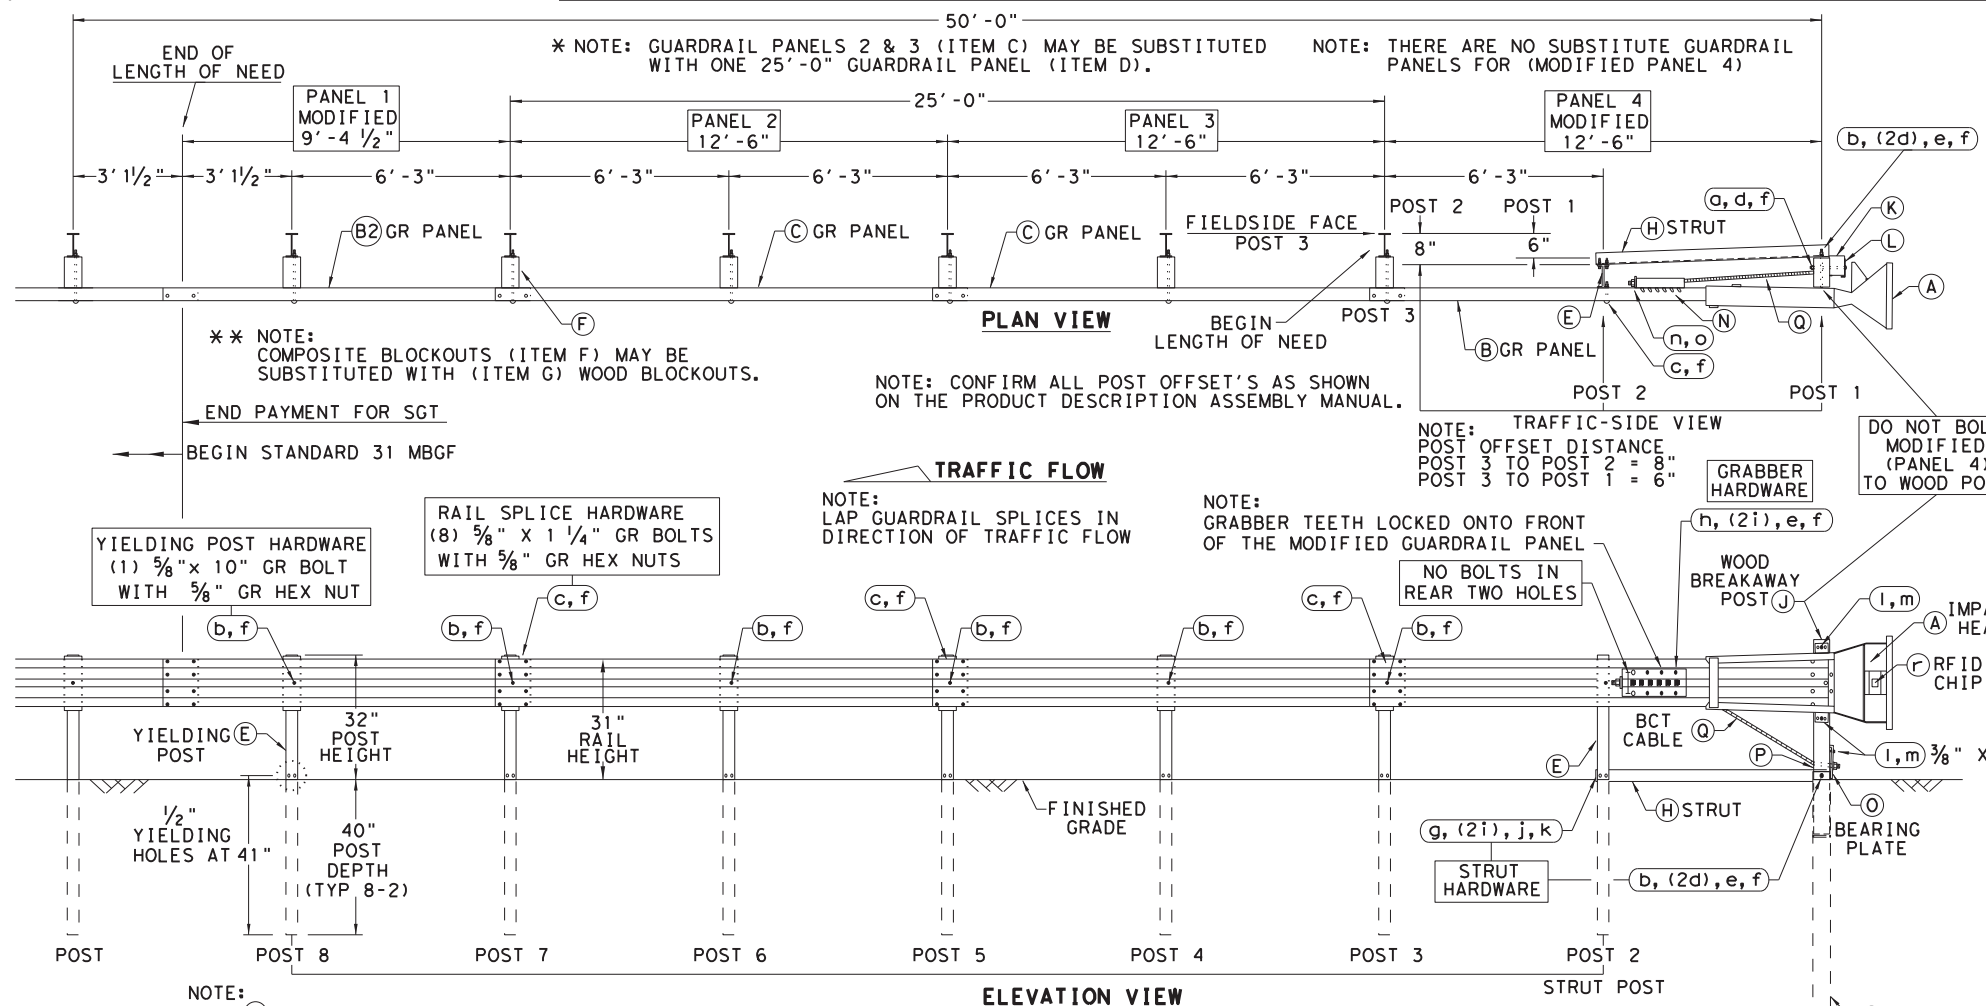 50'-0"
* NOTE: GUARDRAIL PANELS 2 & 3 (ITEM C) MAY BE SUBSTITUTED
WITH ONE 25'-0" GUARDRAIL PANEL (ITEM D).
NOTE: THERE ARE NO SUBSTITUTE GUARDRAIL
PANELS FOR (MODIFIED PANEL 4)
END OF
LENGTH OF NEED
25'-0"
PANEL 1
MODIFIED
9'-4 1/2"
PANEL 2
12'-6"
PANEL 3
12'-6"
PANEL 4
MODIFIED
12'-6"
b, (2d), e, f
3' 1 1/2"
3' 1 1/2"
6'-3"
6'-3"
6'-3"
6'-3"
6'-3"
6'-3"
B2 GR PANEL
C GR PANEL
C GR PANEL
FIELDSIDE FACE
POST 3
POST 2
8"
POST 1
6"
H STRUT
a, d, f
K
L
A
F
PLAN VIEW
BEGIN
LENGTH OF NEED
POST 3
B GR PANEL
E
n, o
c, f
N
Q
** NOTE:
COMPOSITE BLOCKOUTS (ITEM F) MAY BE
SUBSTITUTED WITH (ITEM G) WOOD BLOCKOUTS.
NOTE: CONFIRM ALL POST OFFSET'S AS SHOWN
ON THE PRODUCT DESCRIPTION ASSEMBLY MANUAL.
POST 2
POST 1
TRAFFIC-SIDE VIEW
NOTE:
POST OFFSET DISTANCE
POST 3 TO POST 2 = 8"
POST 3 TO POST 1 = 6"
DO NOT BOL
MODIFIED
(PANEL 4)
TO WOOD PO
END PAYMENT FOR SGT
BEGIN STANDARD 31 MBGF
TRAFFIC FLOW
NOTE:
LAP GUARDRAIL SPLICES IN
DIRECTION OF TRAFFIC FLOW
NOTE:
GRABBER TEETH LOCKED ONTO FRONT
OF THE MODIFIED GUARDRAIL PANEL
GRABBER
HARDWARE
h, (2i), e, f
NO BOLTS IN
REAR TWO HOLES
WOOD
BREAKAWAY
POST J
YIELDING POST HARDWARE
(1) 5/8"x 10" GR BOLT
WITH 5/8" GR HEX NUT
RAIL SPLICE HARDWARE
(8) 5/8" X 1 1/4" GR BOLTS
WITH 5/8" GR HEX NUTS
b, f
b, f
c, f
b, f
c, f
b, f
b, f
c, f
b, f
l, m
A IMPA
HEA
r RFID
CHIP
YIELDING E
POST
32"
POST
HEIGHT
31"
RAIL
HEIGHT
BCT
CABLE Q
E
P
l, m 3/8" X
1/2"
YIELDING
HOLES AT 41"
40"
POST
DEPTH
(TYP 8-2)
FINISHED
GRADE
g, (2i), j, k
STRUT
HARDWARE
H STRUT
O
BEARING
PLATE
b, (2d), e, f
POST
POST 8
POST 7
POST 6
POST 5
POST 4
POST 3
POST 2
STRUT POST
NOTE:
ELEVATION VIEW